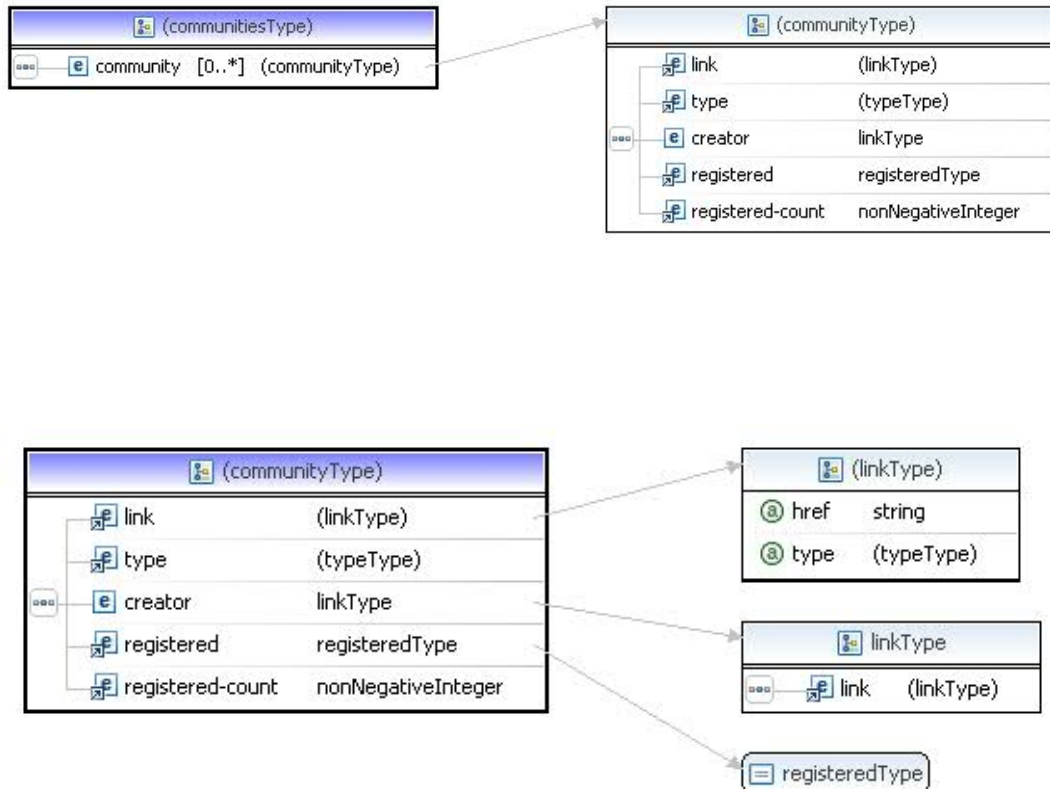 (communitiesType)
community [0..*] (communityType)
(communityType)
link (linkType)
type (typeType)
creator linkType
registered registeredType
registered-count nonNegativeInteger
(communityType)
link (linkType)
type (typeType)
creator linkType
registered registeredType
registered-count nonNegativeInteger
(linkType)
href string
type (typeType)
linkType
link (linkType)
registeredType